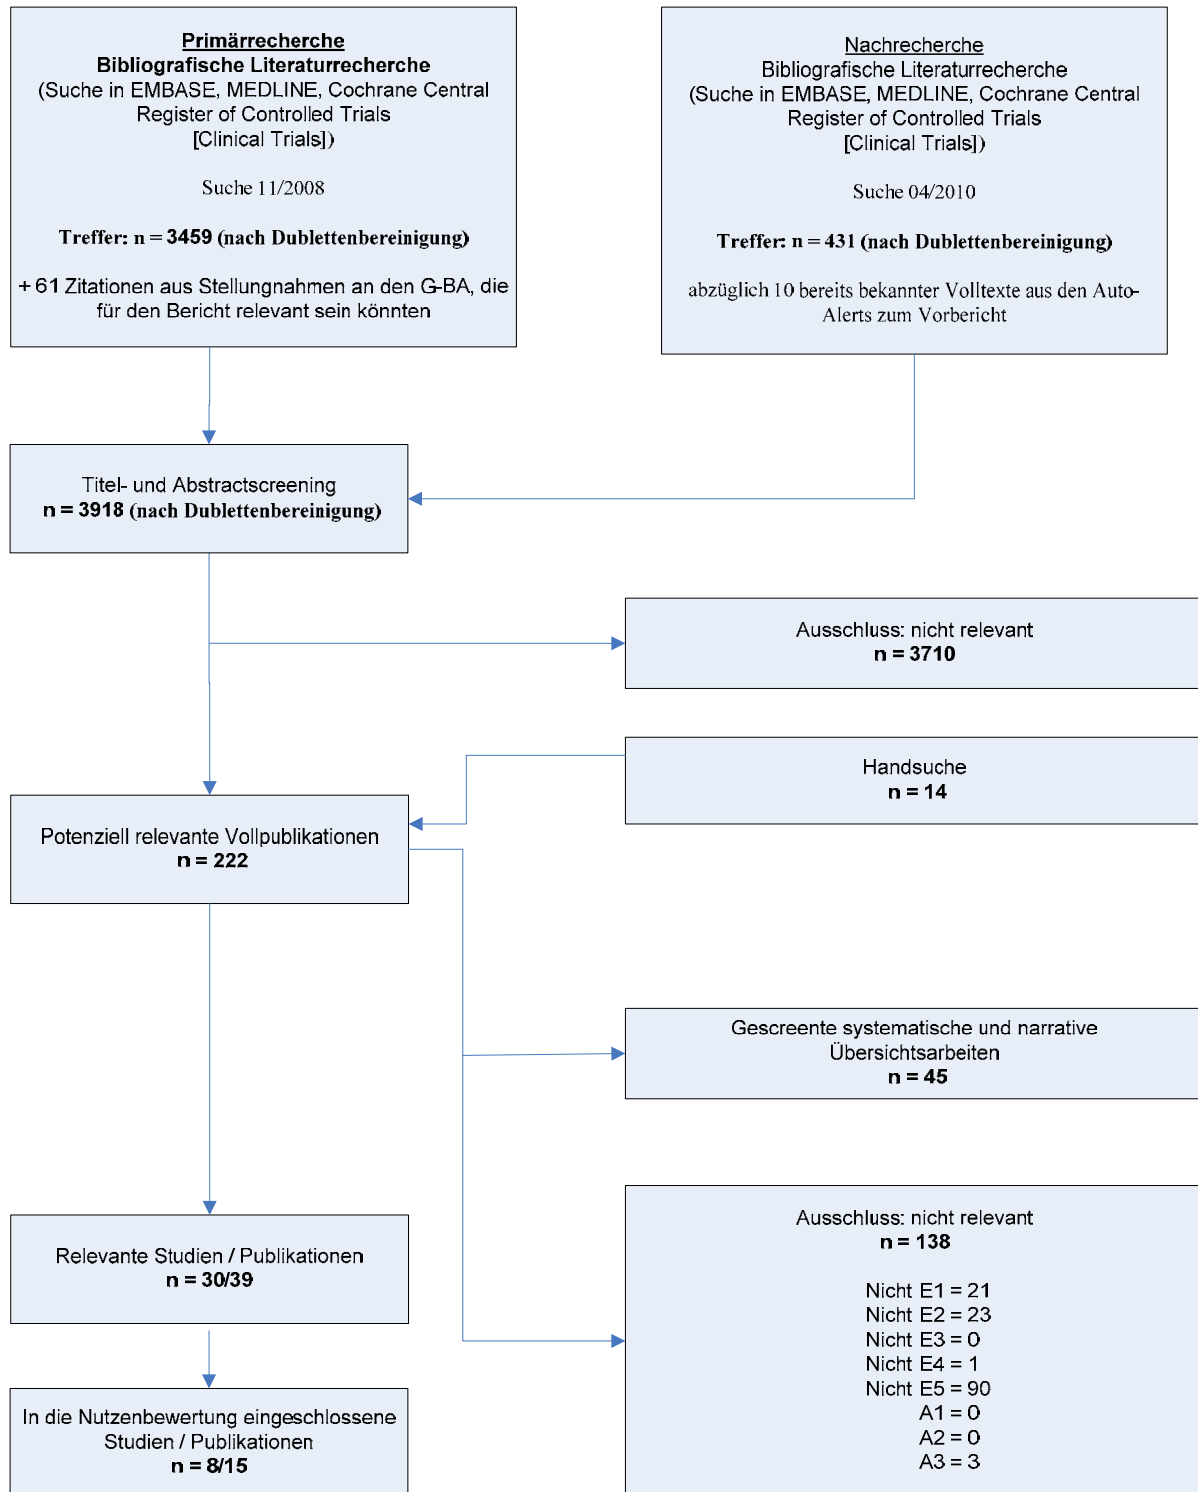 Primärrecherche
Bibliografische Literaturrecherche
(Suche in EMBASE, MEDLINE, Cochrane Central
Register of Controlled Trials
[Clinical Trials])
Suche 11/2008
Treffer: n = 3459 (nach Dublettenbereinigung)
+ 61 Zitationen aus Stellungnahmen an den G-BA, die
für den Bericht relevant sein könnten
Nachrecherche
Bibliografische Literaturrecherche
(Suche in EMBASE, MEDLINE, Cochrane Central
Register of Controlled Trials
[Clinical Trials])
Suche 04/2010
Treffer: n = 431 (nach Dublettenbereinigung)
abzüglich 10 bereits bekannter Volltexte aus den Auto-
Alerts zum Vorbericht
Titel- und Abstractscreening
n = 3918 (nach Dublettenbereinigung)
Ausschluss: nicht relevant
n = 3710
Handsuche
n = 14
Potenziell relevante Vollpublikationen
n = 222
Gescreente systematische und narrative
Übersichtsarbeiten
n = 45
Ausschluss: nicht relevant
n = 138
Nicht E1 = 21
Nicht E2 = 23
Nicht E3 = 0
Nicht E4 = 1
Nicht E5 = 90
A1 = 0
A2 = 0
A3 = 3
Relevante Studien / Publikationen
n = 30/39
In die Nutzenbewertung eingeschlossene
Studien / Publikationen
n = 8/15